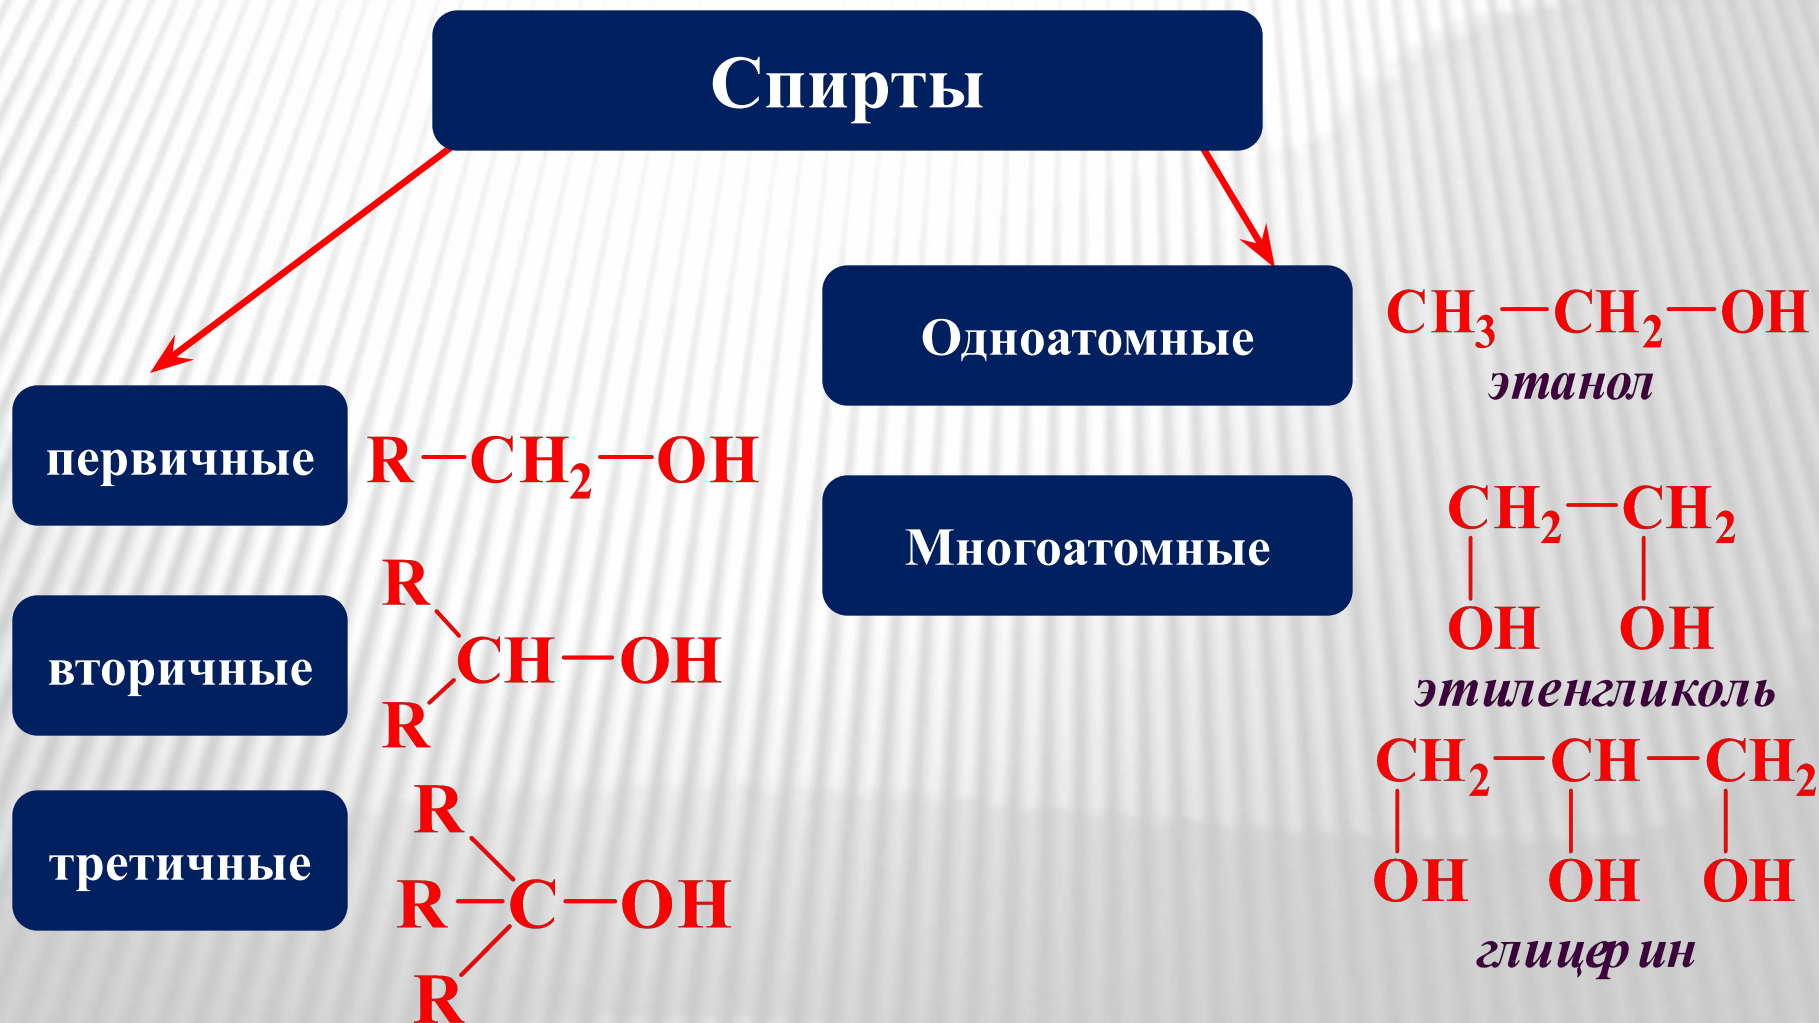 Спирты
первичные
R—CH₂—OH
вторичные
R
CH—OH
R
третичные
R
R—C—OH
R
Одноатомные
CH₃—CH₂—OH
этанол
Многоатомные
CH₂—CH₂
OH OH
этиленгликоль
CH₂—CH—CH₂
OH OH OH
глицерин